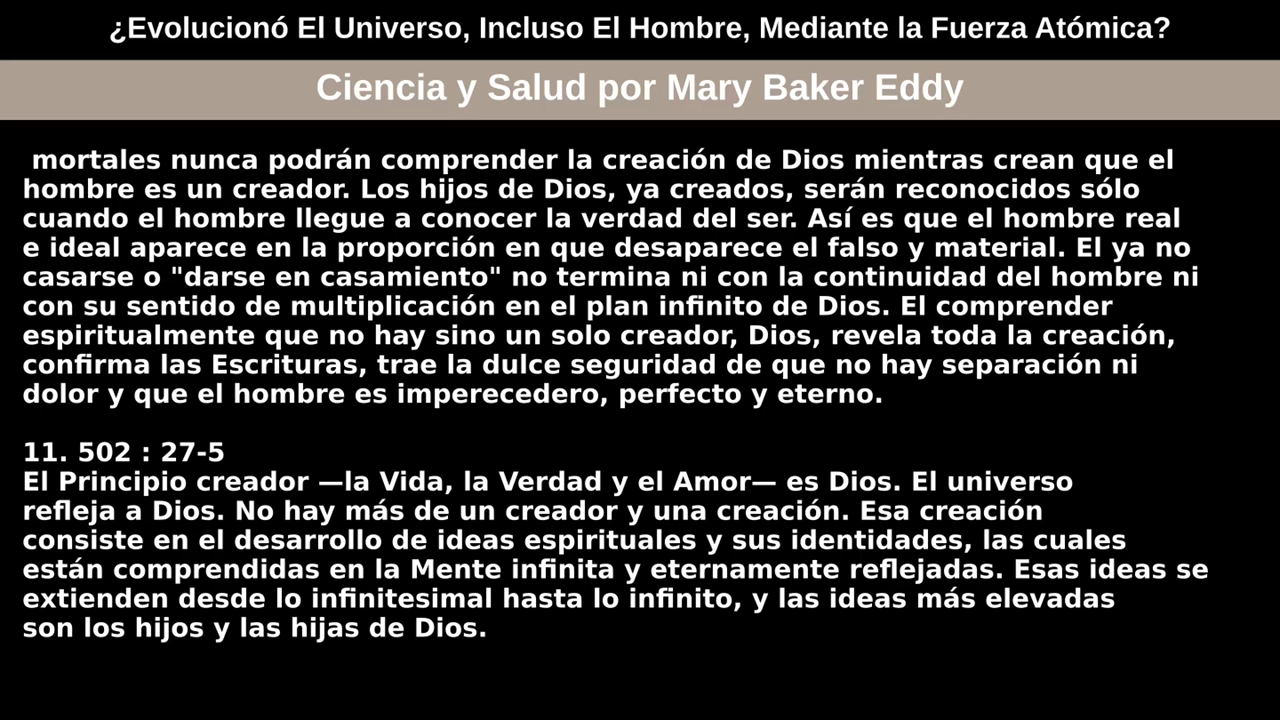 ¿Evolucionó El Universo, Incluso El Hombre, Mediante la Fuerza Atómica?
Ciencia y Salud por Mary Baker Eddy
mortales nunca podrán comprender la creación de Dios mientras crean que el
hombre es un creador. Los hijos de Dios, ya creados, serán reconocidos sólo
cuando el hombre llegue a conocer la verdad del ser. Así es que el hombre real
e ideal aparece en la proporción en que desaparece el falso y material. El ya no
casarse o "darse en casamiento" no termina ni con la continuidad del hombre ni
con su sentido de multiplicación en el plan infinito de Dios. El comprender
espiritualmente que no hay sino un solo creador, Dios, revela toda la creación,
confirma las Escrituras, trae la dulce seguridad de que no hay separación ni
dolor y que el hombre es imperecedero, perfecto y eterno.
11. 502 : 27-5
El Principio creador —la Vida, la Verdad y el Amor— es Dios. El universo
refleja a Dios. No hay más de un creador y una creación. Esa creación
consiste en el desarrollo de ideas espirituales y sus identidades, las cuales
están comprendidas en la Mente infinita y eternamente reflejadas. Esas ideas se
extienden desde lo infinitesimal hasta lo infinito, y las ideas más elevadas
son los hijos y las hijas de Dios.